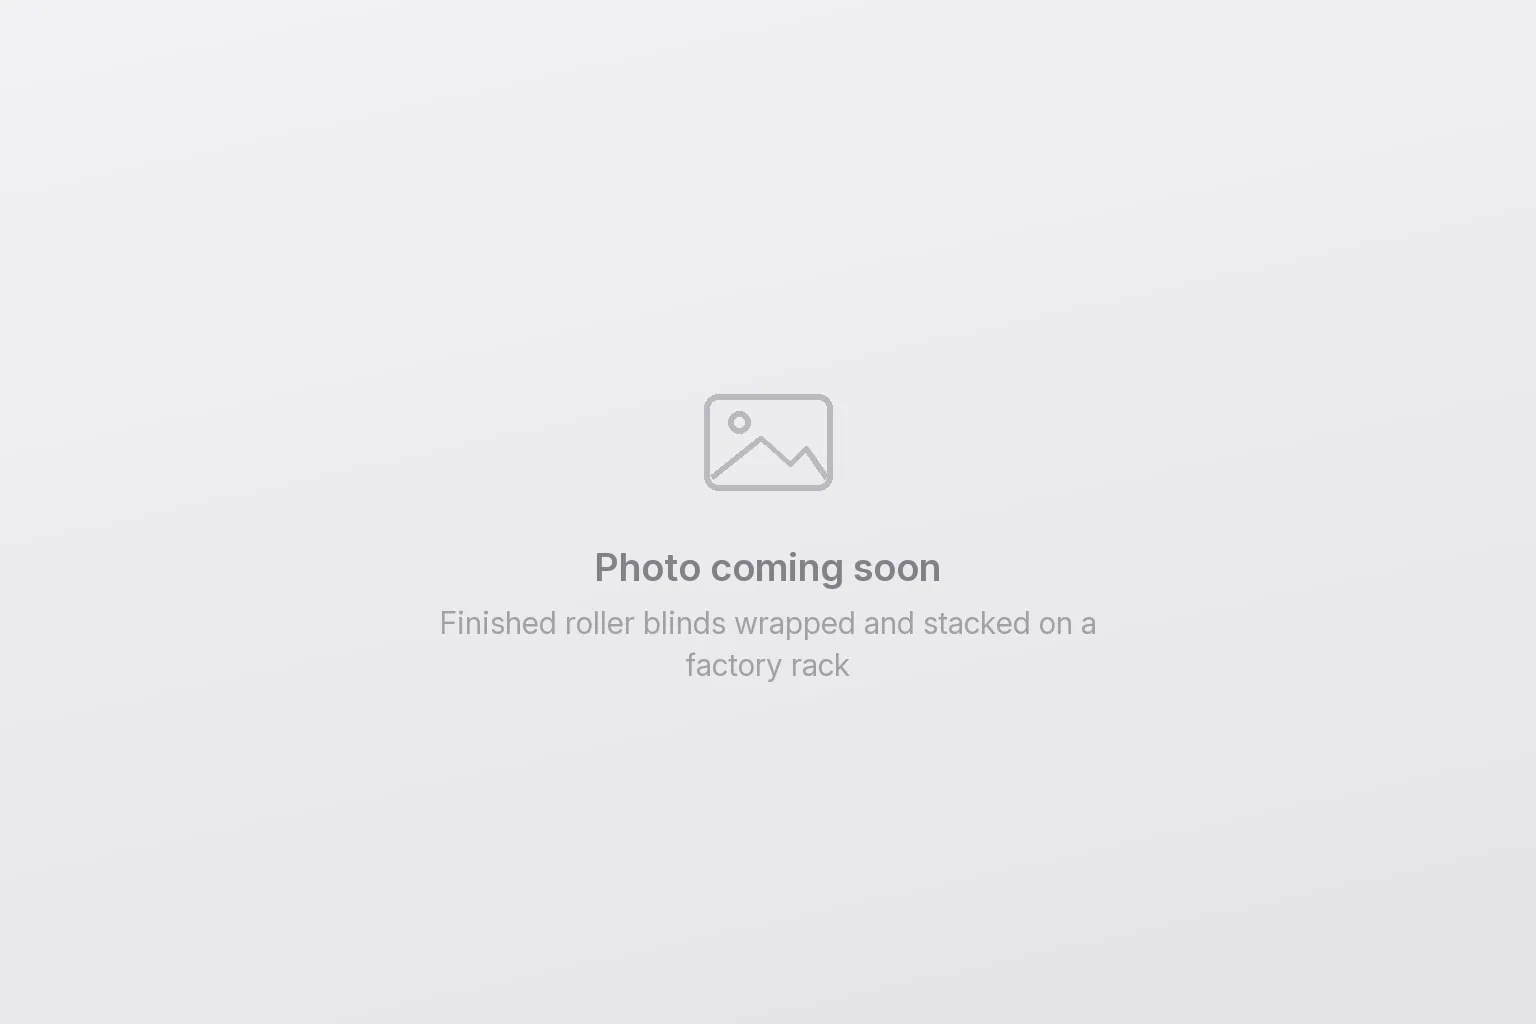 Photo coming soon
Finished roller blinds wrapped and stacked on a
factory rack